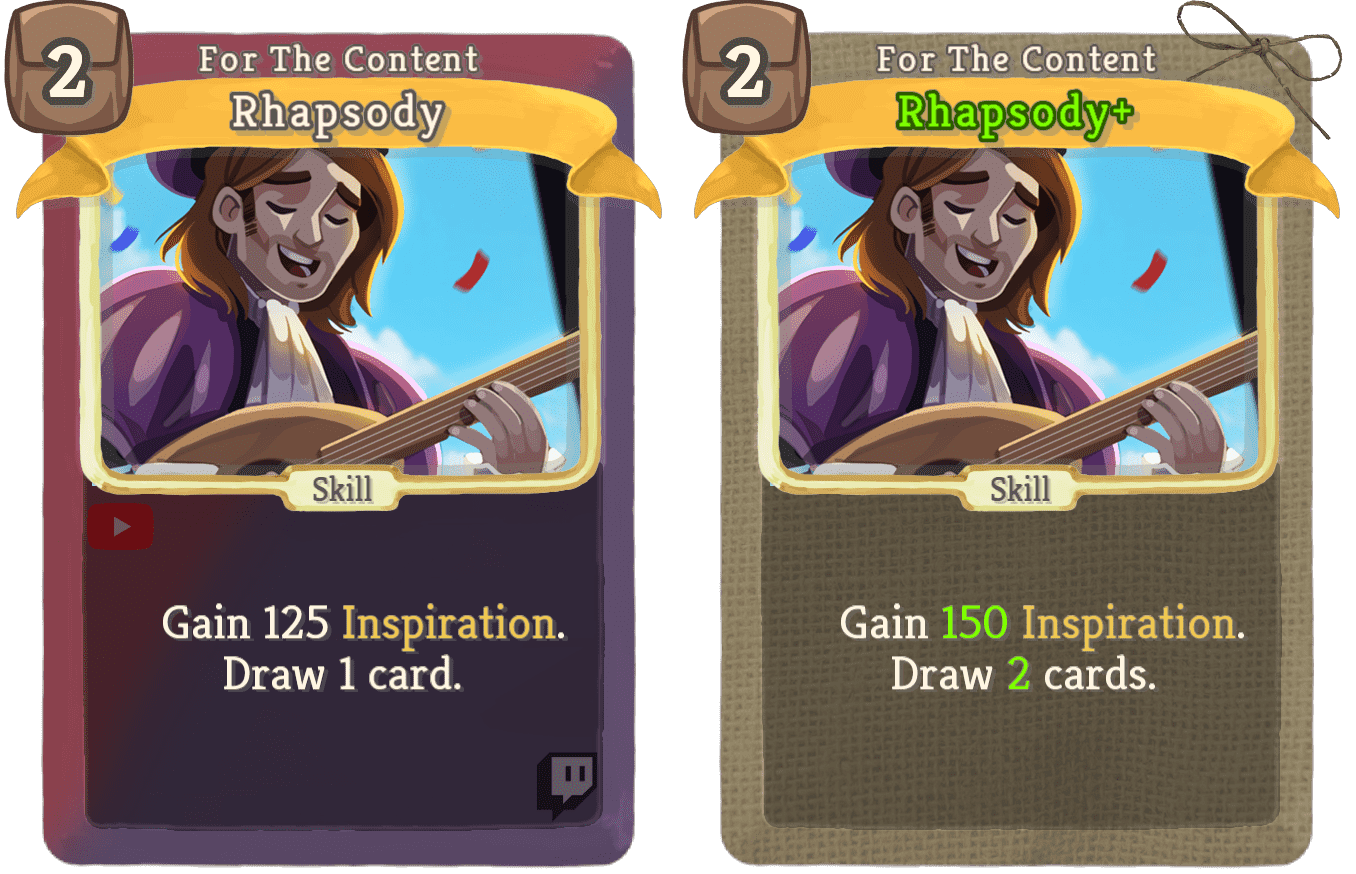 2
For The Content
Rhapsody
Skill
Gain 125 Inspiration.
Draw 1 card.
2
For The Content
Rhapsody+
Skill
Gain 150 Inspiration.
Draw 2 cards.